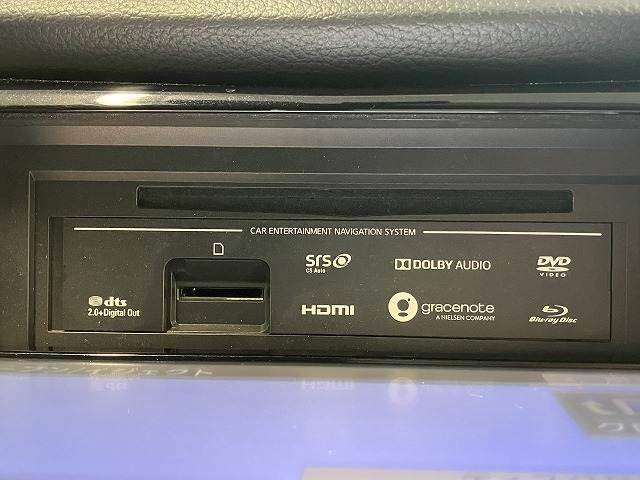 CAR ENTERTAINMENT NAVIGATION SYSTEM
SRS
CS Auto
DOLBY AUDIO
DVD
VIDEO
dts
2.0+Digital Out
HDMI
gracenote
A NIELSEN COMPANY
Blu-ray Disc